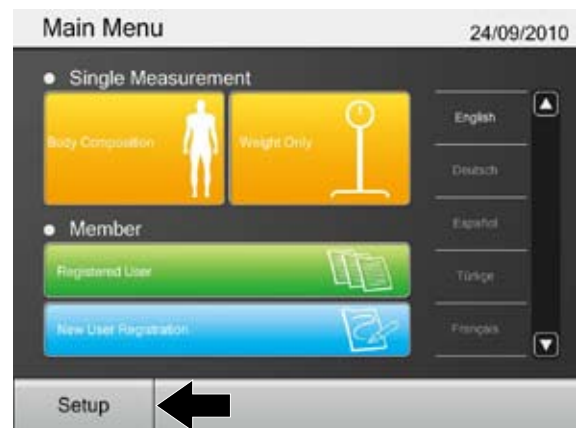 Main Menu
24/09/2010
Single Measurement
Body Composition
Weight Only
Member
Registered User
New User Registration
English
Deutsch
Español
Türkçe
Français
Setup